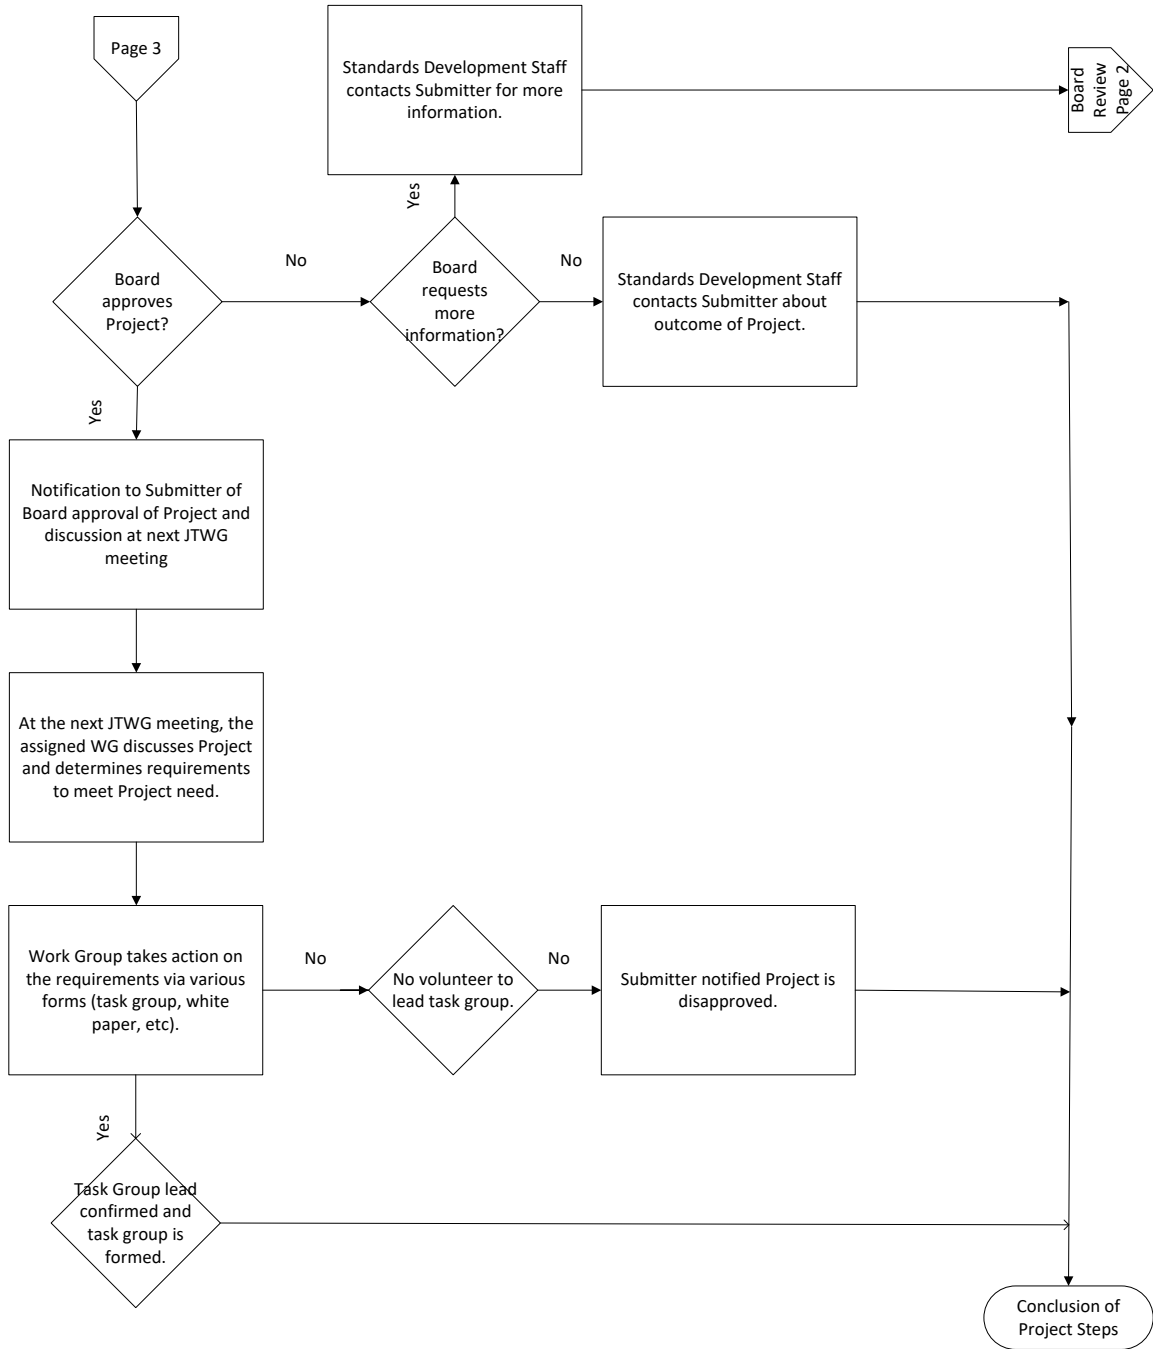 Page 3
Standards Development Staff
contacts Submitter for more
information.
Board
Review
Page 2
Yes
Board
approves
Project?
No
Board
requests
more
information?
No
Standards Development Staff
contacts Submitter about
outcome of Project.
Yes
Notification to Submitter of
Board approval of Project and
discussion at next JTWG
meeting
At the next JTWG meeting, the
assigned WG discusses Project
and determines requirements
to meet Project need.
Work Group takes action on
the requirements via various
forms (task group, white
paper, etc).
No
No volunteer to
lead task group.
No
Submitter notified Project is
disapproved.
Yes
Task Group lead
confirmed and
task group is
formed.
Conclusion of
Project Steps